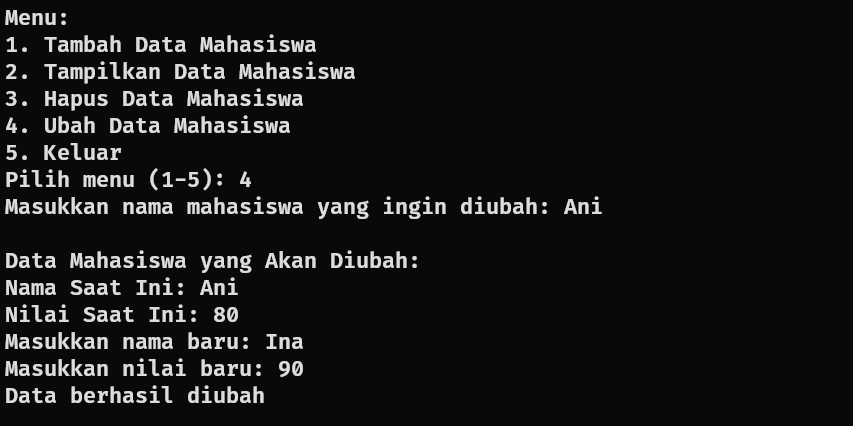 Menu:
1. Tambah Data Mahasiswa
2. Tampilkan Data Mahasiswa
3. Hapus Data Mahasiswa
4. Ubah Data Mahasiswa
5. Keluar
Pilih menu (1-5): 4
Masukkan nama mahasiswa yang ingin diubah: Ani
Data Mahasiswa yang Akan Diubah:
Nama Saat Ini: Ani
Nilai Saat Ini: 80
Masukkan nama baru: Ina
Masukkan nilai baru: 90
Data berhasil diubah